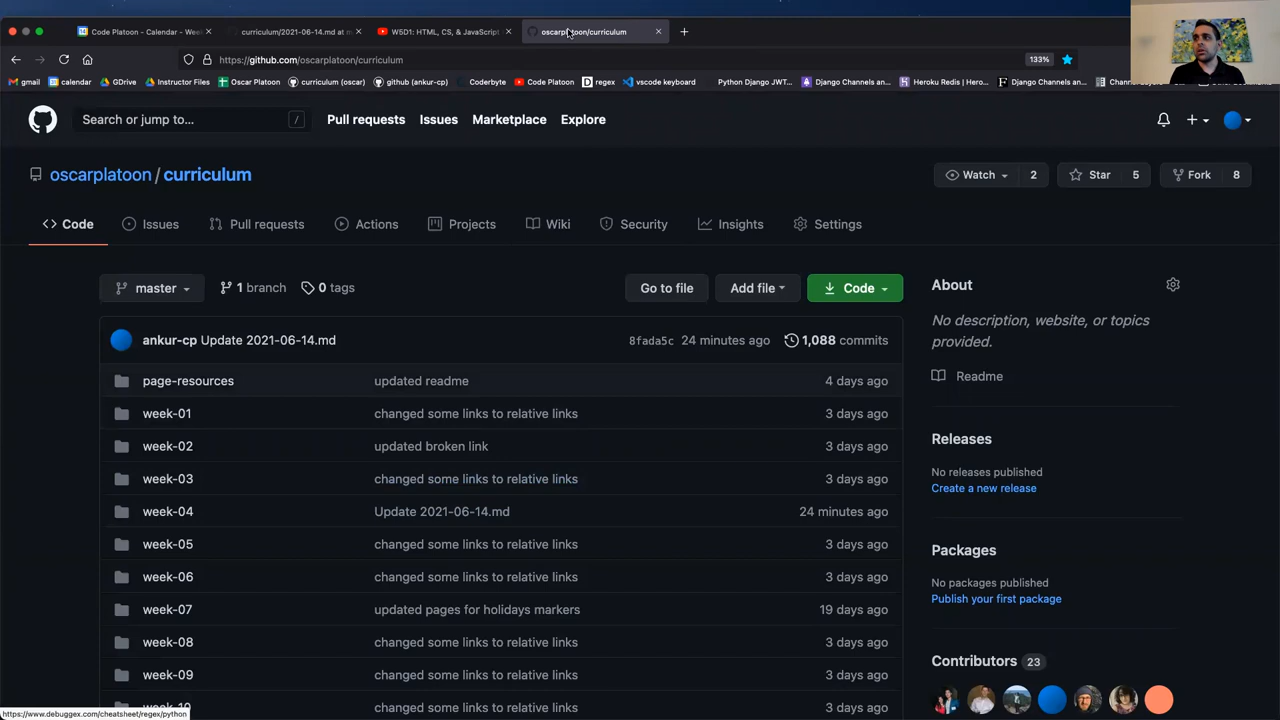 Code Platoon - Calendar - Wee
curriculum/2021-06-14.md at m
W5D1: HTML, CS, & JavaScript
oscarplatoon/curriculum
https://github.com/oscarplatoon/curriculum
133%
gmail
calendar
GDrive
Instructor Files
Oscar Platoon
curriculum (oscar)
github (ankur-cp)
Coderbyte
Code Platoon
regex
vscode keyboard
Python Django JWT...
Django Channels an...
Heroku Redis | Hero...
Django Channels an...
Search or jump to...
/
Pull requests
Issues
Marketplace
Explore
oscarplatoon / curriculum
Watch 2
Star 5
Fork 8
Code
Issues
Pull requests
Actions
Projects
Wiki
Security
Insights
Settings
master
1 branch
0 tags
Go to file
Add file
Code
ankur-cp Update 2021-06-14.md
8fada5c 24 minutes ago
1,088 commits
page-resources updated readme 4 days ago
week-01 changed some links to relative links 3 days ago
week-02 updated broken link 3 days ago
week-03 changed some links to relative links 3 days ago
week-04 Update 2021-06-14.md 24 minutes ago
week-05 changed some links to relative links 3 days ago
week-06 changed some links to relative links 3 days ago
week-07 updated pages for holidays markers 19 days ago
week-08 changed some links to relative links 3 days ago
week-09 changed some links to relative links 3 days ago
About
No description, website, or topics
provided.
Readme
Releases
No releases published
Create a new release
Packages
No packages published
Publish your first package
Contributors 23
https://www.debuggex.com/cheatsheet/regex/python